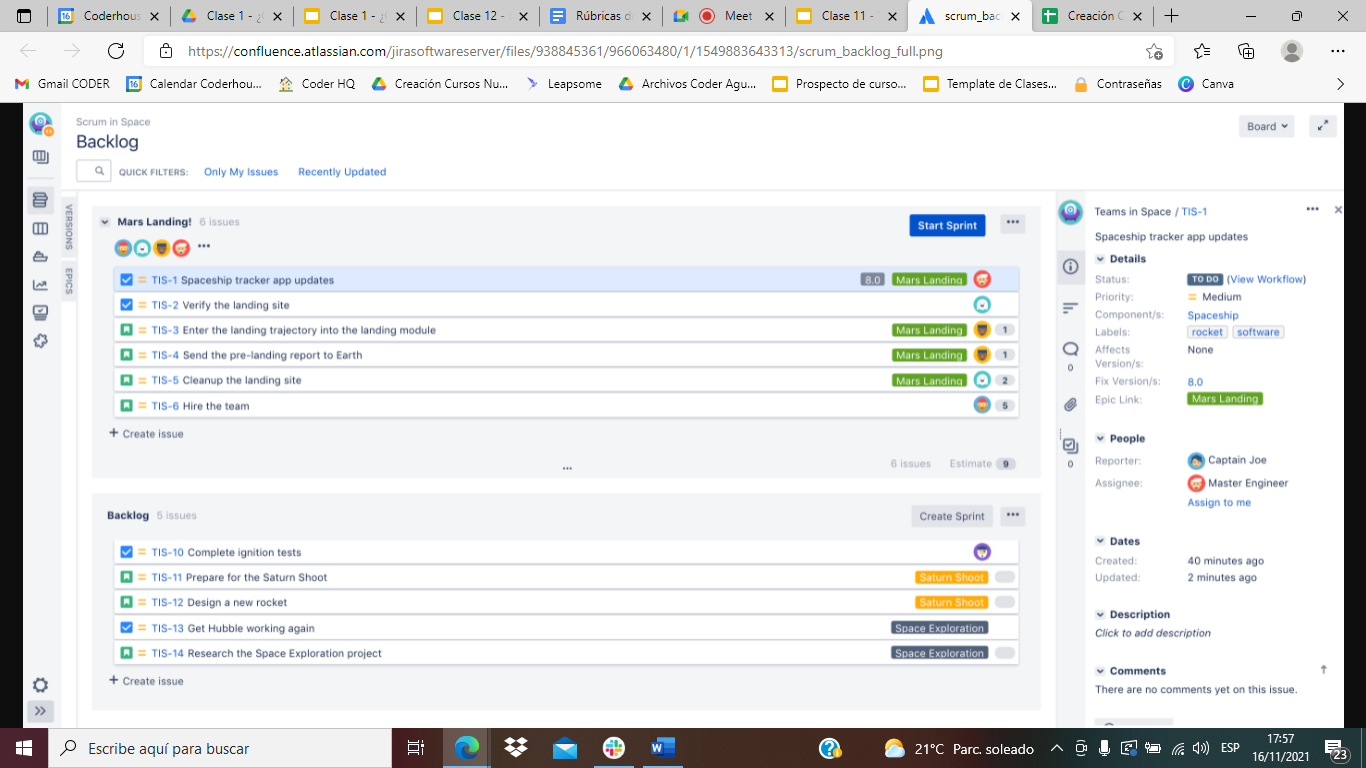 Coderhous
Clase 1 - ¿
Clase 1 - ¿
Clase 12 -
Rúbricas d
Meet
Clase 11 -
scrum_bac
Creación C
https://confluence.atlassian.com/jirasoftwareserver/files/938845361/966063480/1/1549883643313/scrum_backlog_full.png
Gmail CODER
Calendar Coderhou...
Coder HQ
Creación Cursos Nu...
Leapsome
Archivos Coder Agu...
Prospecto de curso...
Template de Clases...
Contraseñas
Canva
Scrum in Space
Backlog
Board
QUICK FILTERS: Only My Issues Recently Updated
VERSIONS
EPICS
Mars Landing! 6 issues
Start Sprint
TIS-1 Spaceship tracker app updates 8.0 Mars Landing
TIS-2 Verify the landing site
TIS-3 Enter the landing trajectory into the landing module Mars Landing 1
TIS-4 Send the pre-landing report to Earth Mars Landing 1
TIS-5 Cleanup the landing site Mars Landing 2
TIS-6 Hire the team 5
+ Create issue
6 issues Estimate 9
Backlog 5 issues
Create Sprint
TIS-10 Complete ignition tests
TIS-11 Prepare for the Saturn Shoot Saturn Shoot
TIS-12 Design a new rocket Saturn Shoot
TIS-13 Get Hubble working again Space Exploration
TIS-14 Research the Space Exploration project Space Exploration
+ Create issue
Teams in Space / TIS-1
Spaceship tracker app updates
Details
Status: TO DO (View Workflow)
Priority: Medium
Component/s: Spaceship
Labels: rocket software
Affects None
Version/s:
Fix Version/s: 8.0
Epic Link: Mars Landing
0
0
People
Reporter: Captain Joe
Assignee: Master Engineer
Assign to me
Dates
Created: 40 minutes ago
Updated: 2 minutes ago
Description
Click to add description
Comments
There are no comments yet on this issue.
Escribe aquí para buscar
21°C Parc. soleado
ESP
17:57
16/11/2021
23